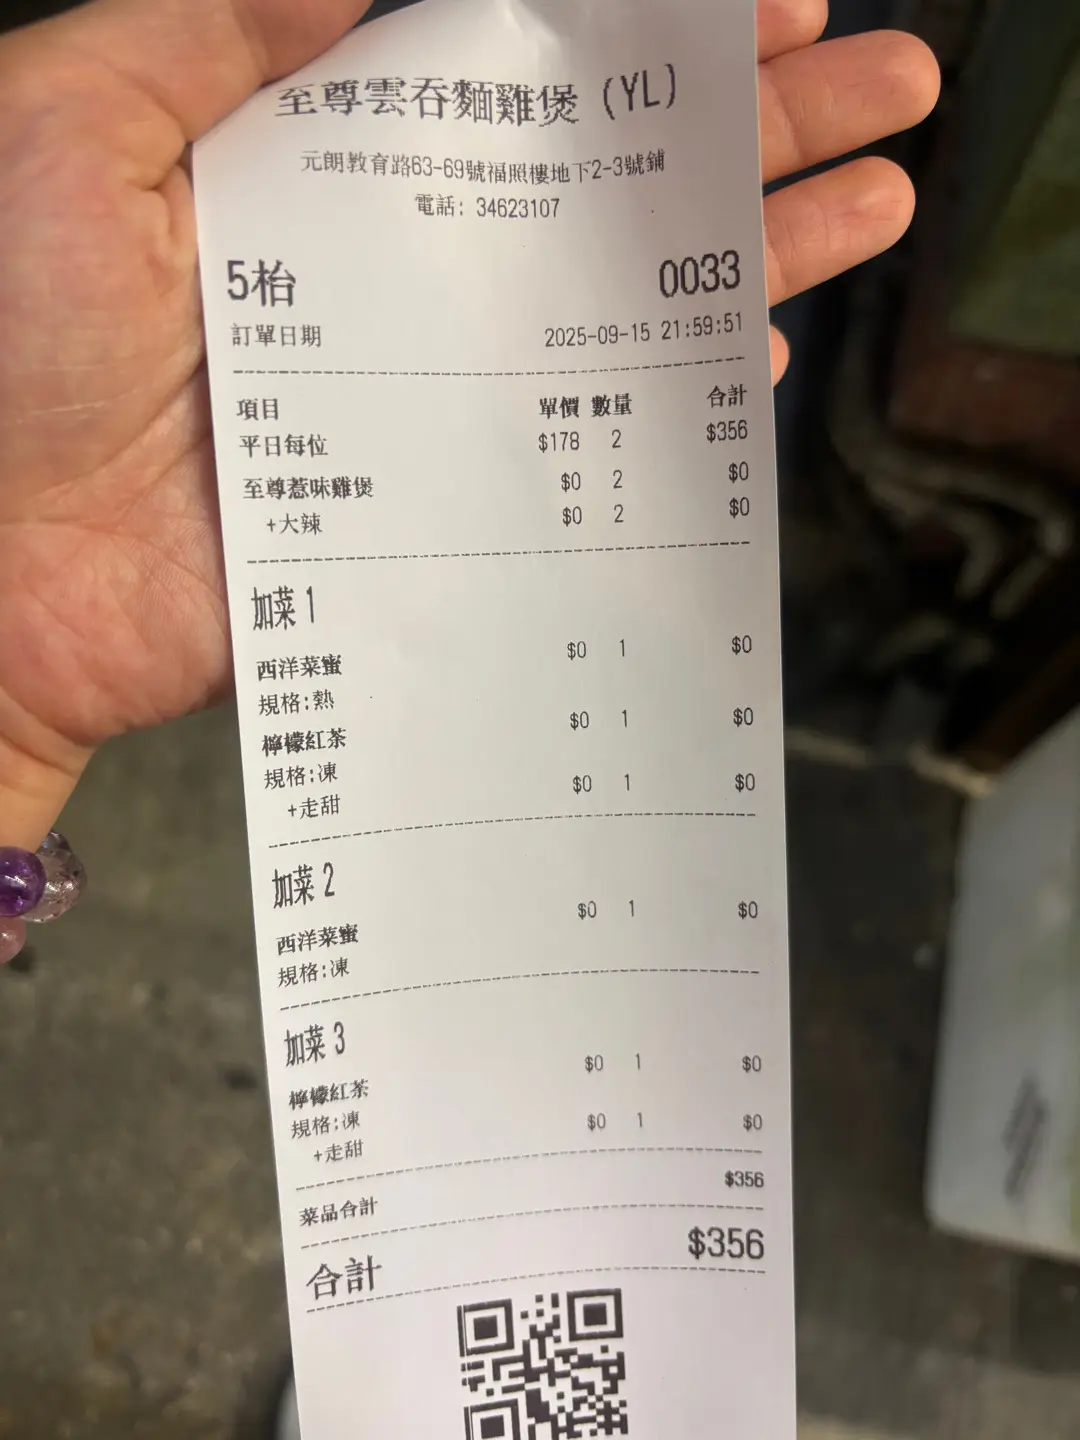 至尊雲吞麵雞煲 (YL)
元朗教育路63-69號福照樓地下2-3號鋪
電話: 34623107
5枱 0033
訂單日期 2025-09-15 21:59:51
項目 單價 數量 合計
平日每位 $178 2 $356
至尊惹味雞煲 $0 2 $0
+大辣 $0 2 $0
加菜 1
西洋菜蜜 $0 1 $0
規格:熱
檸檬紅茶 $0 1 $0
規格:凍
+走甜 $0 1 $0
加菜 2
西洋菜蜜 $0 1 $0
規格:凍
加菜 3
檸檬紅茶 $0 1 $0
規格:凍
+走甜 $0 1 $0
菜品合計 $356
合計 $356